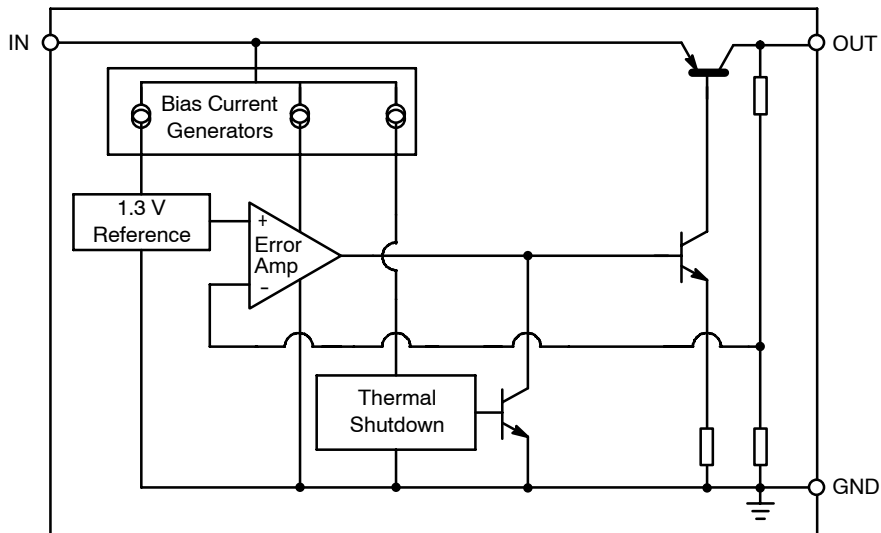 IN
OUT
Bias Current
Generators
1.3 V
Reference
+
Error
Amp
−
Thermal
Shutdown
GND